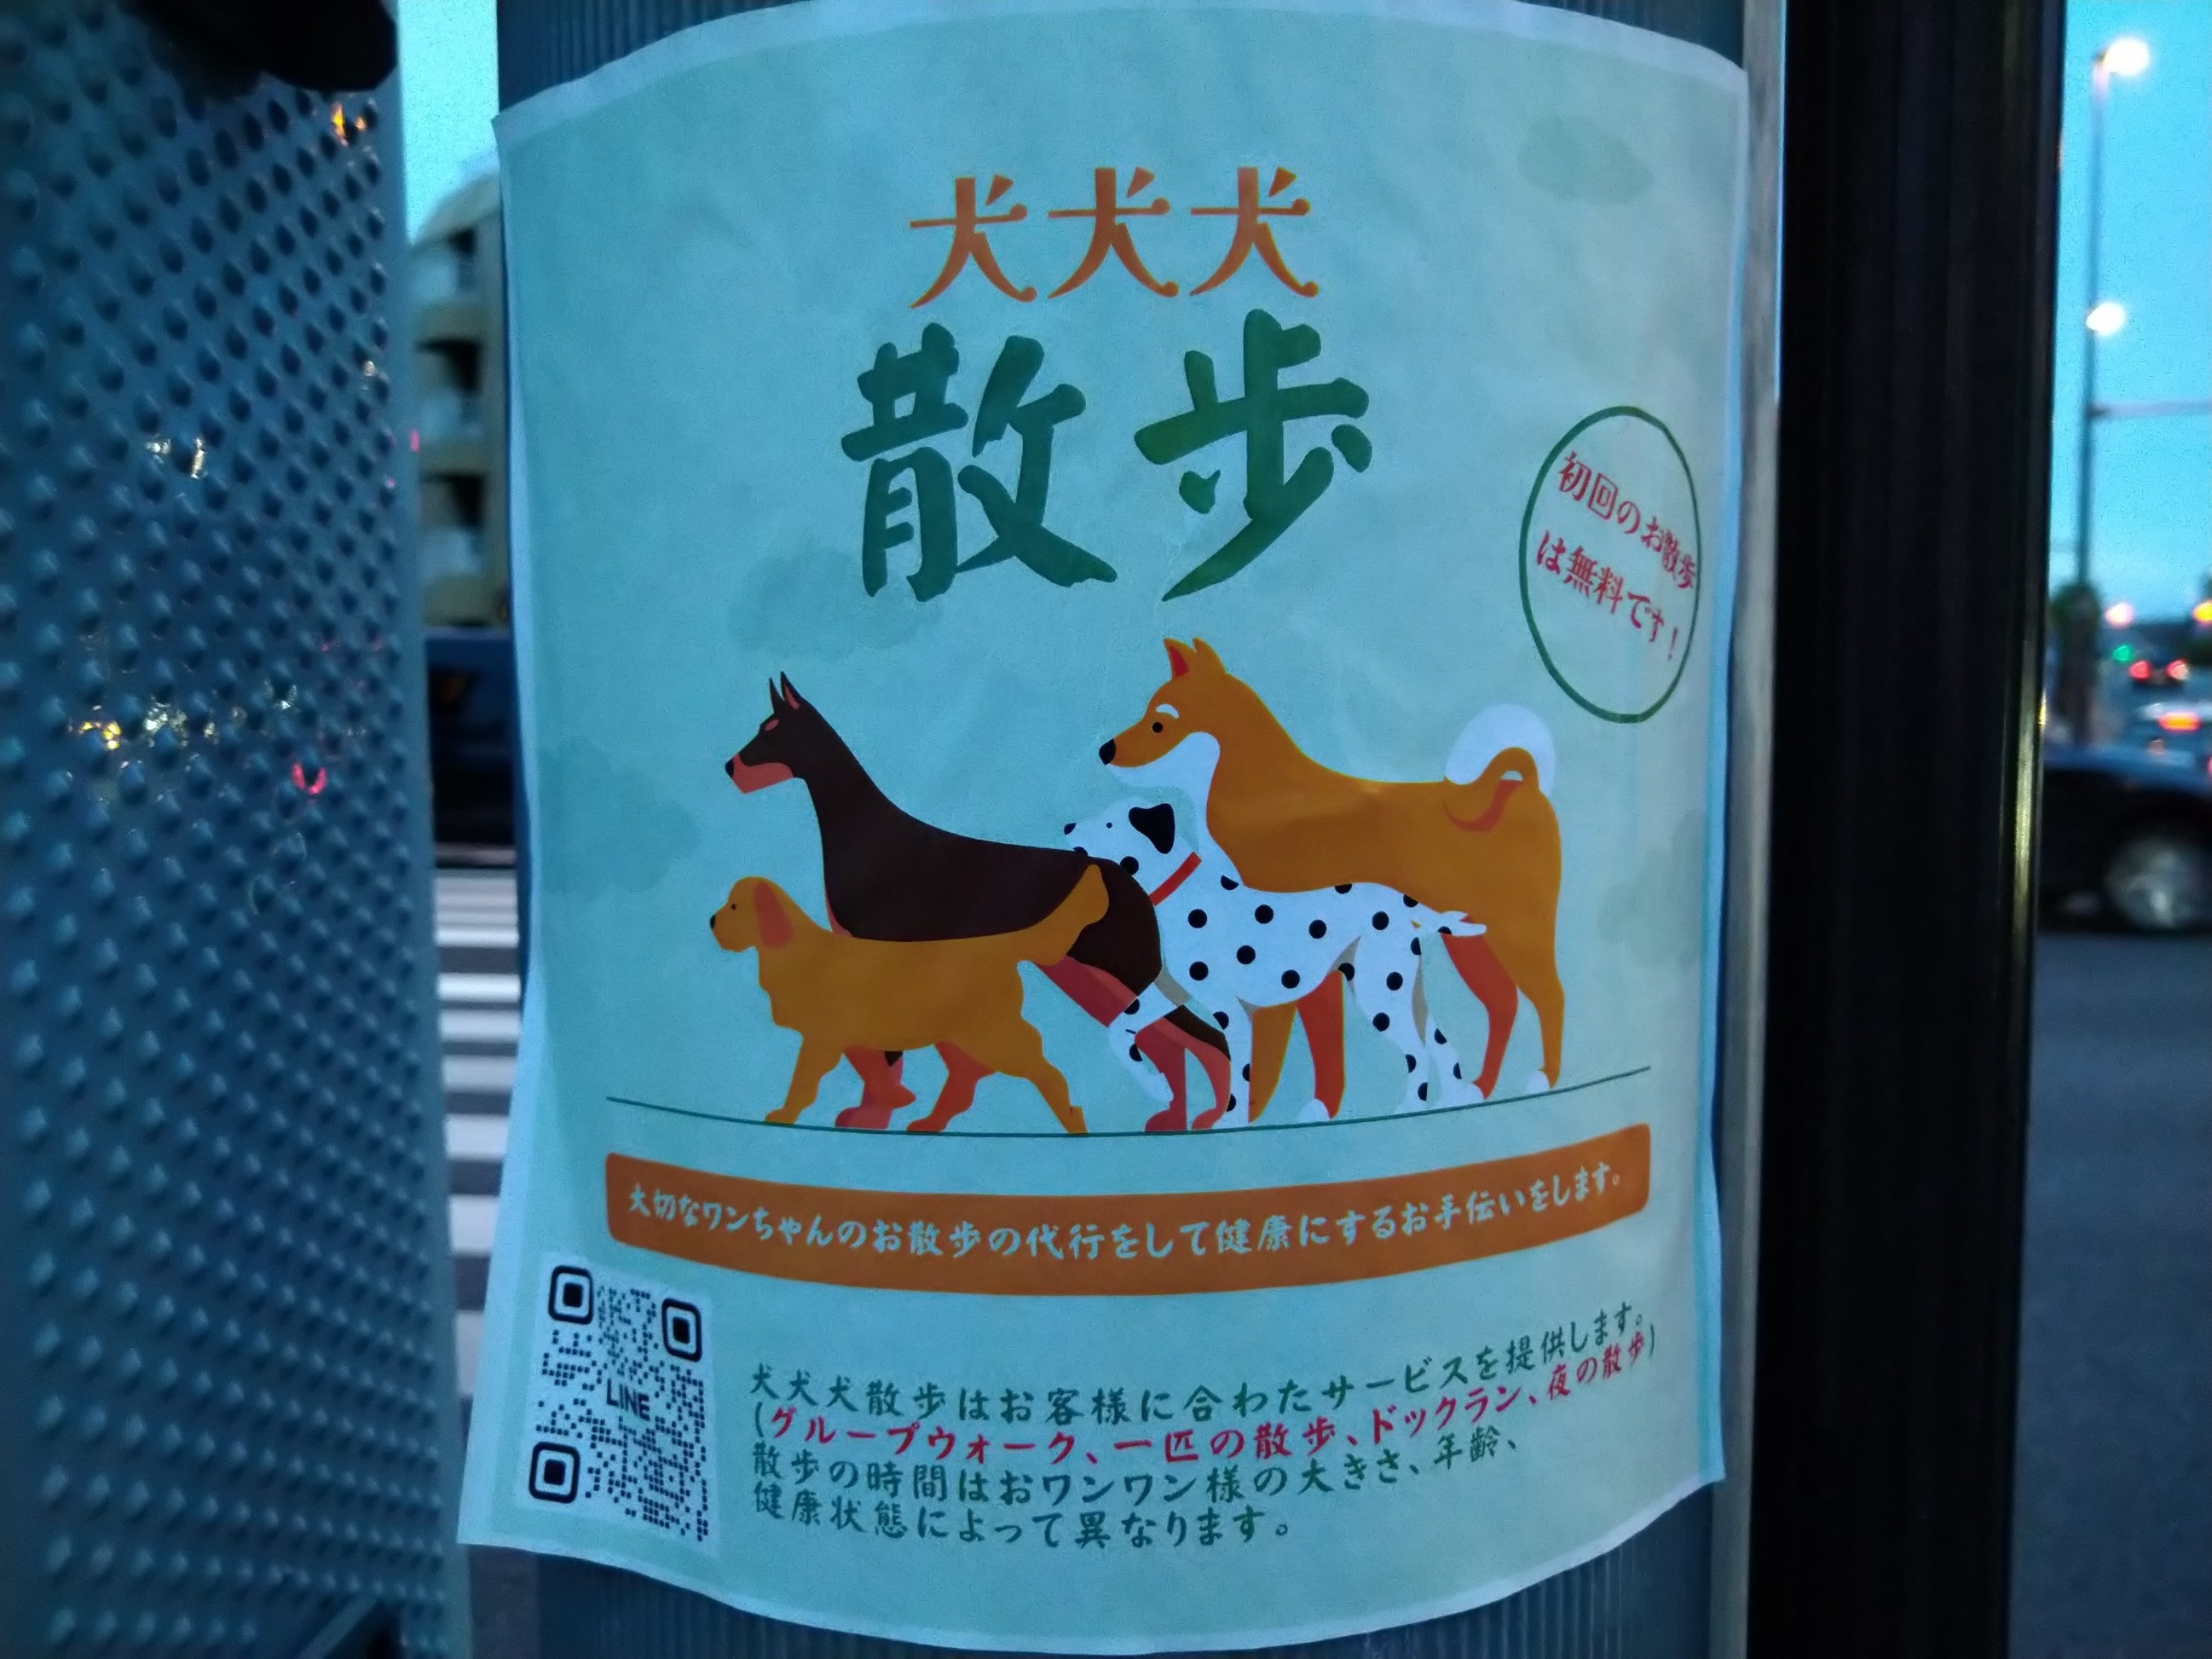 犬犬犬
散歩
初回のお散歩
は無料です！
大切なワンちゃんのお散歩の代行をして健康にするお手伝いをします。
LINE
犬犬犬散歩はお客様に合わせたサービスを提供します。
(グループウォーク、一匹の散歩、ドックラン、夜の散歩)
散歩の時間はおワンワン様の大きさ、年齢、
健康状態によって異なります。